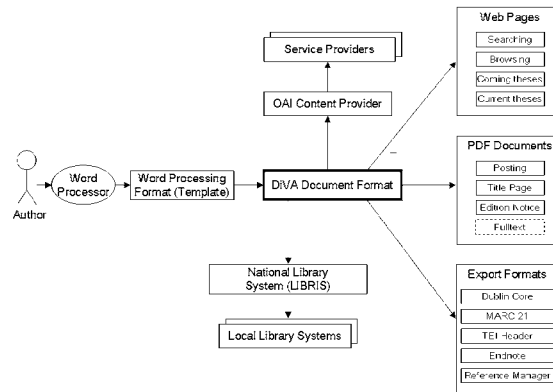 Service Providers
OAI Content Provider
Author
Word
Processor
Word Processing
Format (Template)
DiVA Document Format
National Library
System (LIBRIS)
Local Library Systems
Web Pages
Searching
Browsing
Coming theses
Current theses
PDF Documents
Posting
Title Page
Edition Notice
Fulltext
Export Formats
Dublin Core
MARC 21
TEI Header
Endnote
Reference Manager